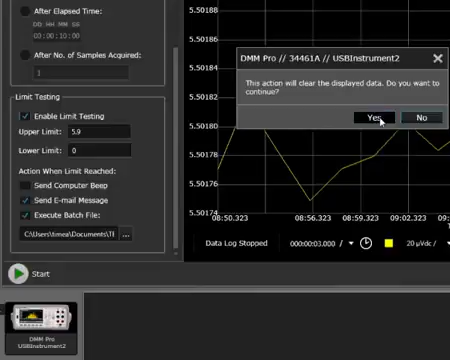 After Elapsed Time:
DD HH MM SS
00:00:10:00
After No. of Samples Acquired:
1
Limit Testing
Enable Limit Testing
Upper Limit: 5.9
Lower Limit: 0
Action When Limit Reached:
Send Computer Beep
Send E-mail Message
Execute Batch File:
C:\Users\timea\Documents\TE ...
Start
DMM Pro
USBInstrument2
5.50188
5.50186
5.50184
5.50182
5.50180
5.50178
5.50176
5.50174
DMM Pro // 34461A // USBInstrument2
This action will clear the displayed data. Do you want to
continue?
Yes No
08:50.323 08:56.323 08:59.323 09:02.323
Data Log Stopped 000:00:03.000 / 20 µVdc /